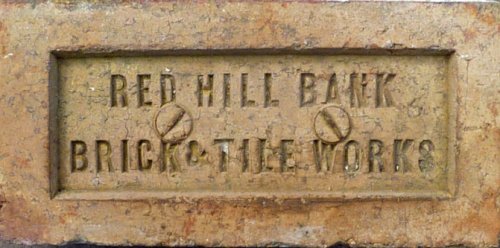 RED HILL BANK
BRICK & TILE WORKS